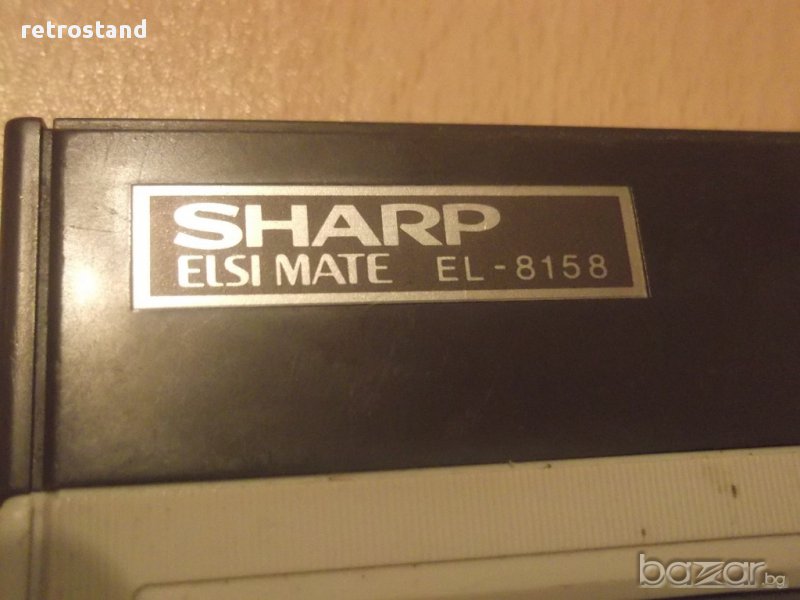 retrostand
SHARP
ELSI MATE EL-8158
bazar.bg